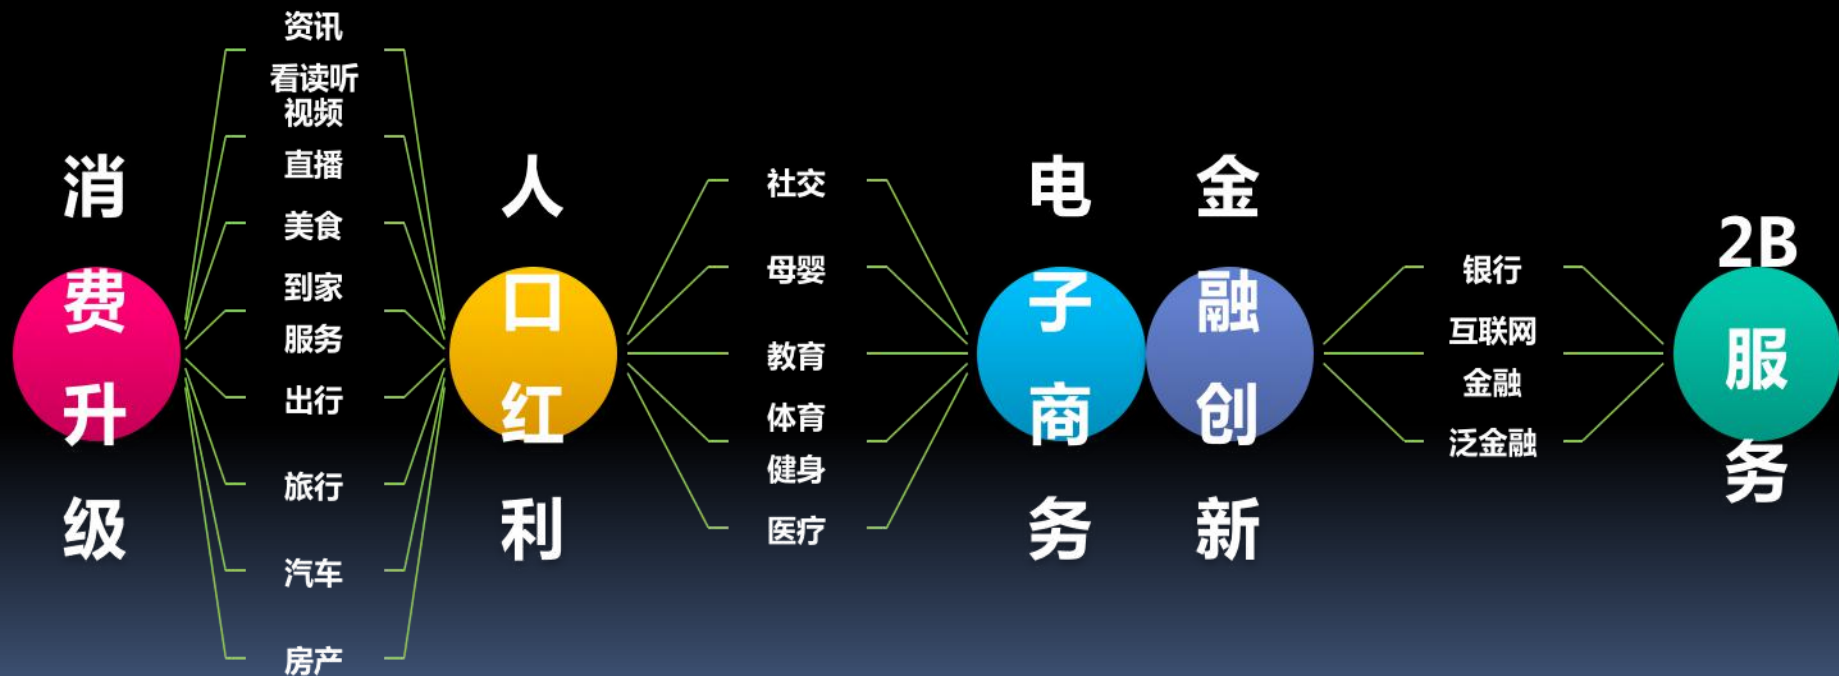 消费升级
资讯
看读听
视频
直播
美食
到家
服务
出行
旅行
汽车
房产
人口红利
社交
母婴
教育
体育
健身
医疗
电子商务
金融创新
银行
互联网
金融
泛金融
2B服务